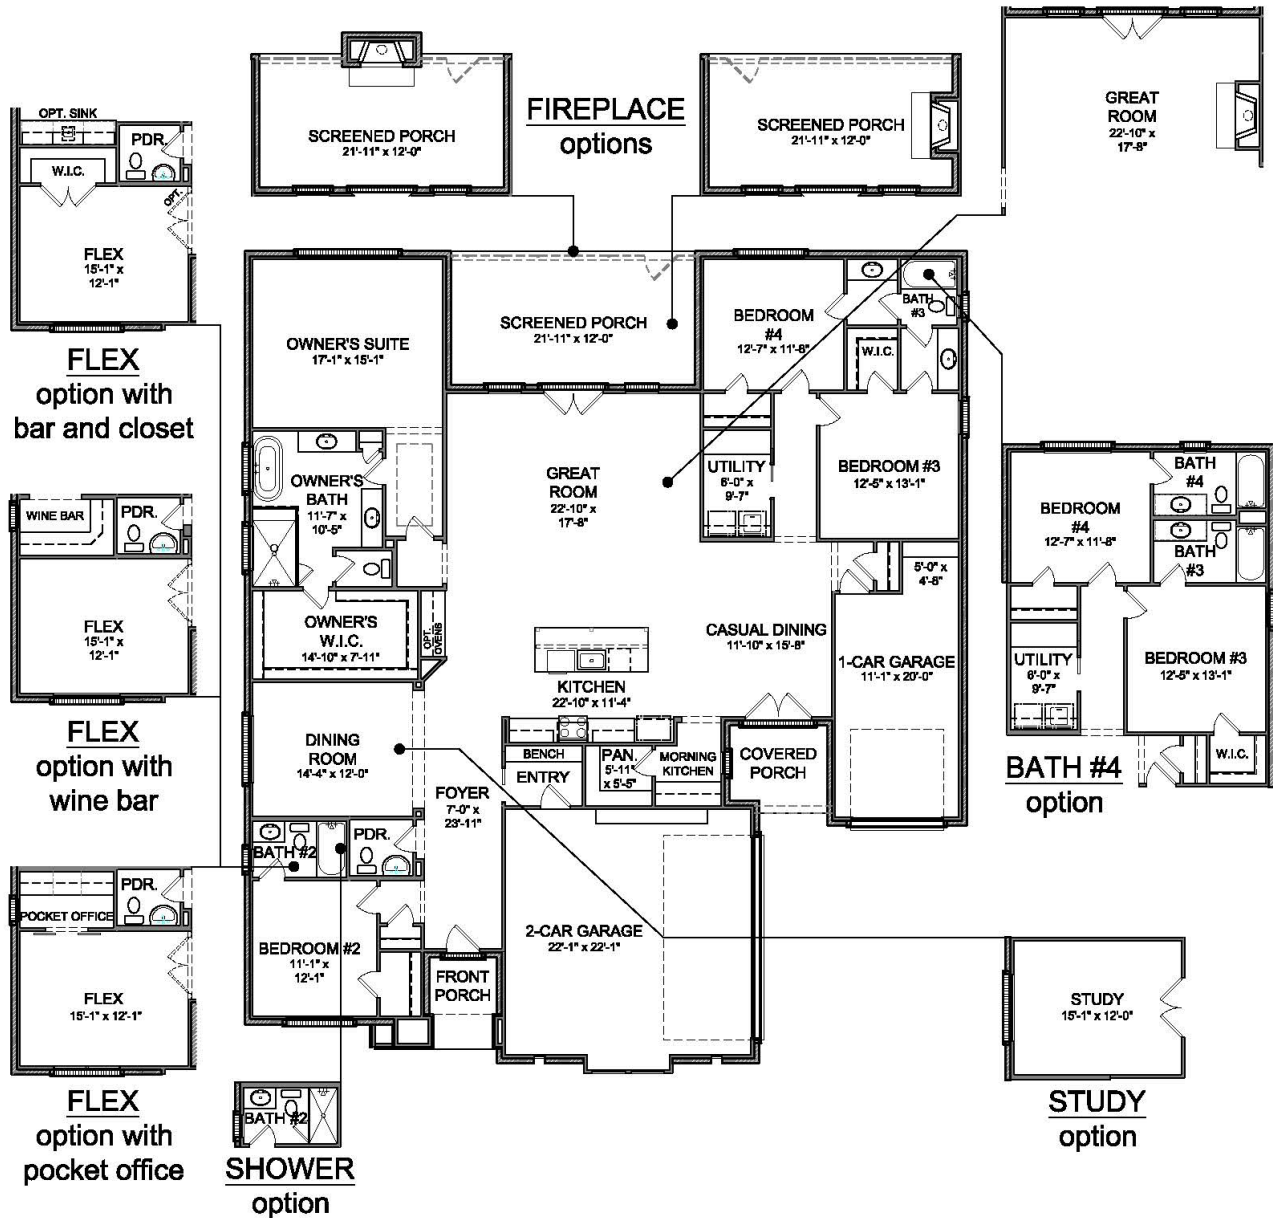 SCREENED PORCH
21'-11" x 12'-0"
FIREPLACE
options
SCREENED PORCH
21'-11" x 12'-0"
GREAT
ROOM
22'-10" x
17'-8"
OPT. SINK
PDR.
W.I.C.
OPT.
FLEX
15'-1" x
12'-1"
FLEX
option with
bar and closet
WINE BAR
PDR.
FLEX
15'-1" x
12'-1"
FLEX
option with
wine bar
PDR.
POCKET OFFICE
FLEX
15'-1" x 12'-1"
FLEX
option with
pocket office
OWNER'S SUITE
17'-1" x 15'-1"
SCREENED PORCH
21'-11" x 12'-0"
BEDROOM
#4
12'-7" x 11'-8"
BATH
#3
W.I.C.
OWNER'S
BATH
11'-7" x
10'-5"
GREAT
ROOM
22'-10" x
17'-8"
UTILITY
6'-0" x
9'-7"
BEDROOM #3
12'-5" x 13'-1"
5'-0" x
4'-8"
OWNER'S
W.I.C.
14'-10" x 7'-11"
OPT.
OVENS
CASUAL DINING
11'-10" x 15'-8"
1-CAR GARAGE
11'-1" x 20'-0"
KITCHEN
22'-10" x 11'-4"
DINING
ROOM
14'-4" x 12'-0"
BENCH
ENTRY
PAN.
5'-11"
x 5'-5"
MORNING
KITCHEN
COVERED
PORCH
FOYER
7'-0" x
23'-11"
BATH #2
PDR.
BEDROOM #2
11'-1" x
12'-1"
2-CAR GARAGE
22'-1" x 22'-1"
FRONT
PORCH
BATH #2
SHOWER
option
BEDROOM
#4
12'-7" x 11'-8"
BATH
#4
BATH
#3
UTILITY
6'-0" x
9'-7"
BEDROOM #3
12'-5" x 13'-1"
W.I.C.
BATH #4
option
STUDY
15'-1" x 12'-0"
STUDY
option